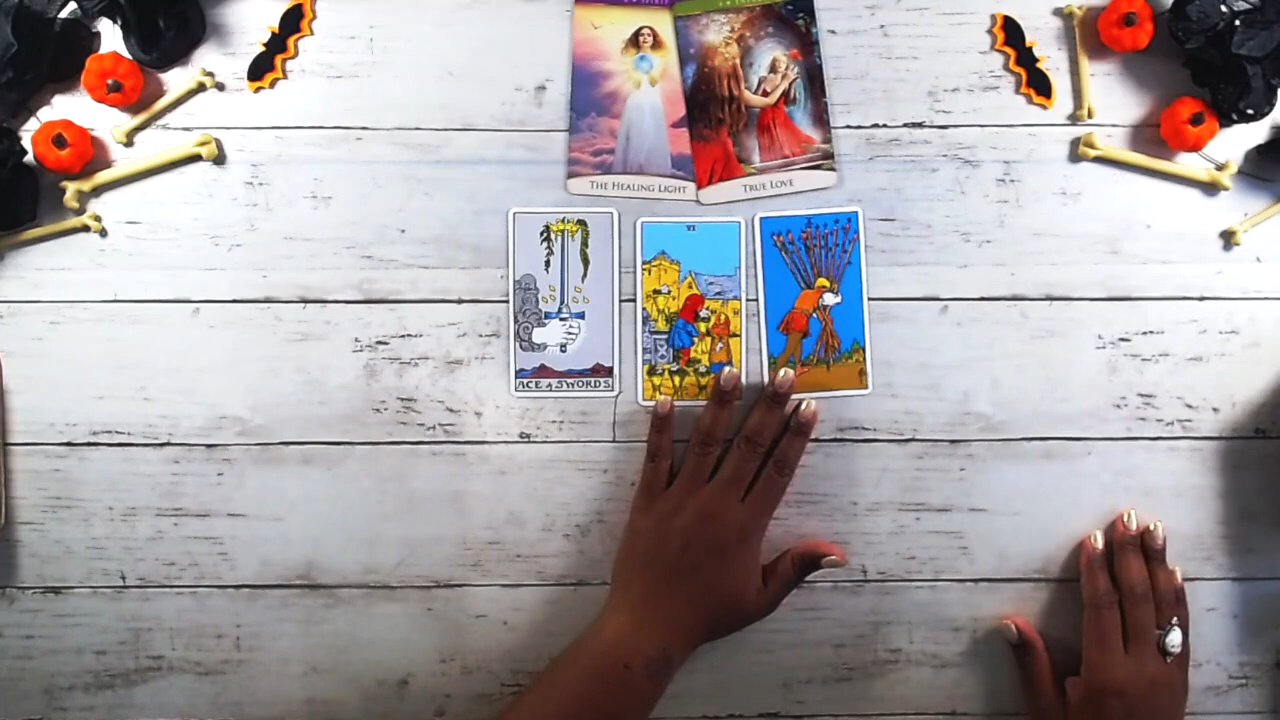 THE HEALING LIGHT
TRUE LOVE
VI
X
ACE of SWORDS.